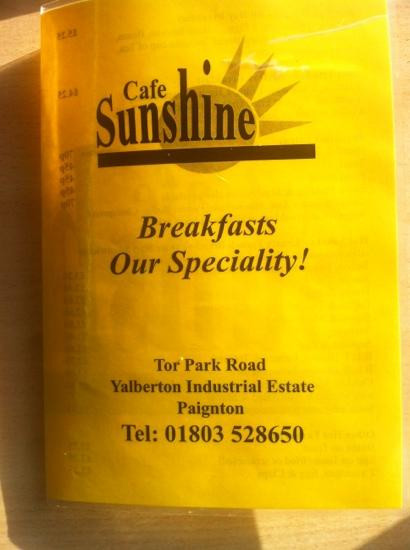 Cafe
Sunshine
Breakfasts
Our Speciality!
Tor Park Road
Yalberton Industrial Estate
Paignton
Tel: 01803 528650